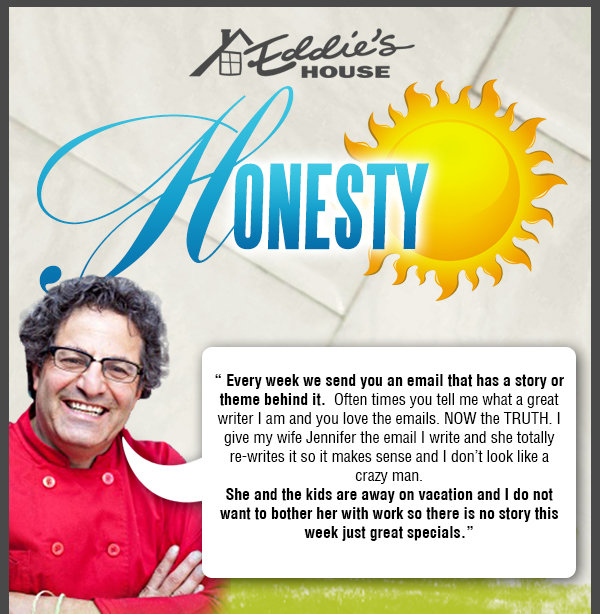 Eddie's
HOUSE
HONESTY
“ Every week we send you an email that has a story or
theme behind it. Often times you tell me what a great
writer I am and you love the emails. NOW the TRUTH. I
give my wife Jennifer the email I write and she totally
re-writes it so it makes sense and I don’t look like a
crazy man.
She and the kids are away on vacation and I do not
want to bother her with work so there is no story this
week just great specials.”